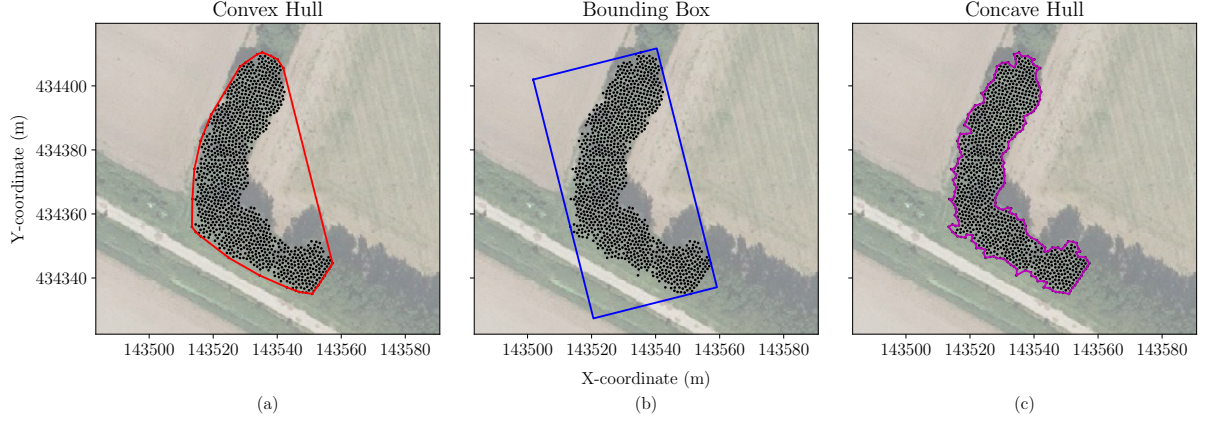 Convex Hull
Bounding Box
Concave Hull
Y-coordinate (m)
434400
434380
434360
434340
143500 143520 143540 143560 143580
143500 143520 143540 143560 143580
143500 143520 143540 143560 143580
X-coordinate (m)
(a)
(b)
(c)